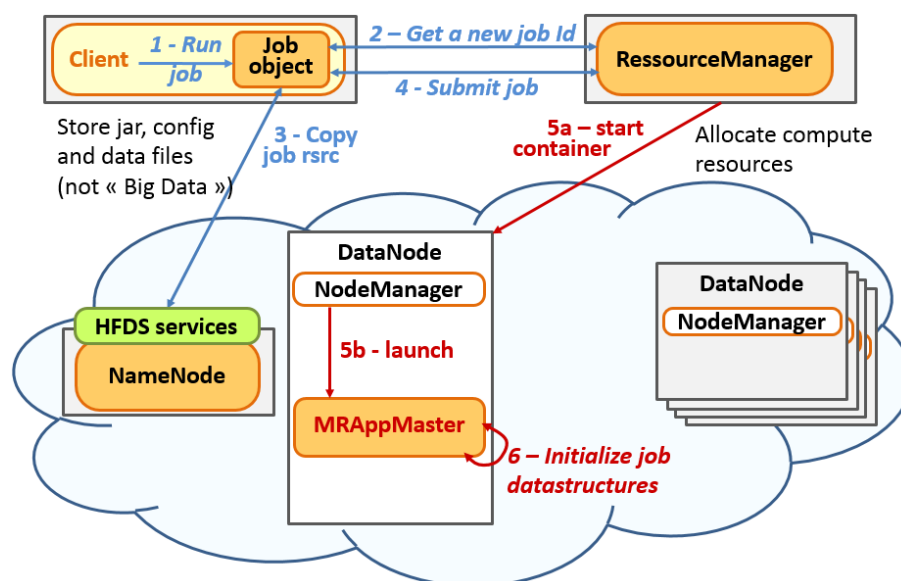 Client
1 - Run
job
Job
object
2 – Get a new job Id
4 - Submit job
RessourceManager
Store jar, config
and data files
(not « Big Data »)
3 - Copy
job rsrc
5a – start
container
Allocate compute
resources
DataNode
NodeManager
5b - launch
MRAppMaster
6 – Initialize job
datastructures
HFDS services
NameNode
DataNode
NodeManager